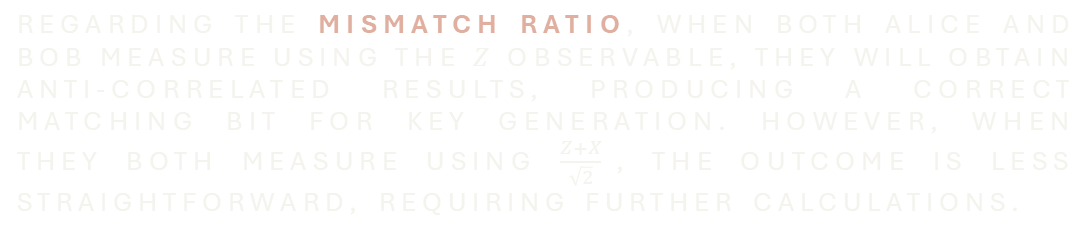 REGARDING THE MISMATCH RATIO, WHEN BOTH ALICE AND
BOB MEASURE USING THE Z OBSERVABLE, THEY WILL OBTAIN
ANTI-CORRELATED RESULTS, PRODUCING A CORRECT
MATCHING BIT FOR KEY GENERATION. HOWEVER, WHEN
THEY BOTH MEASURE USING \frac{Z+X}{\sqrt{2}} , THE OUTCOME IS LESS
STRAIGHTFORWARD, REQUIRING FURTHER CALCULATIONS.